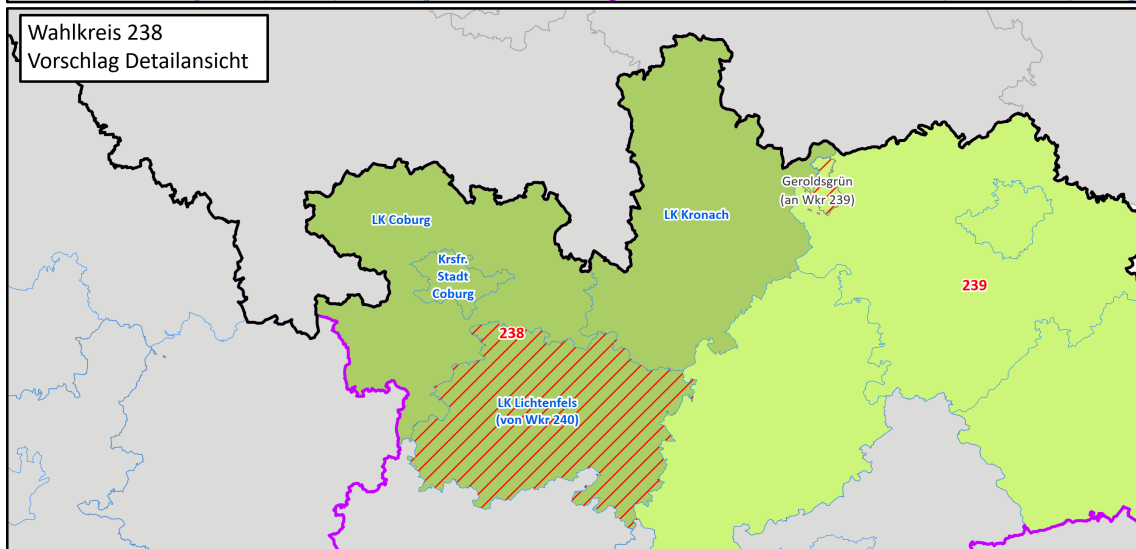 Wahlkreis 238
Vorschlag Detailansicht
Geroldsgrün
(an Wkr 239)
LK Coburg
LK Kronach
Krsfr.
Stadt
Coburg
239
238
LK Lichtenfels
(von Wkr 240)